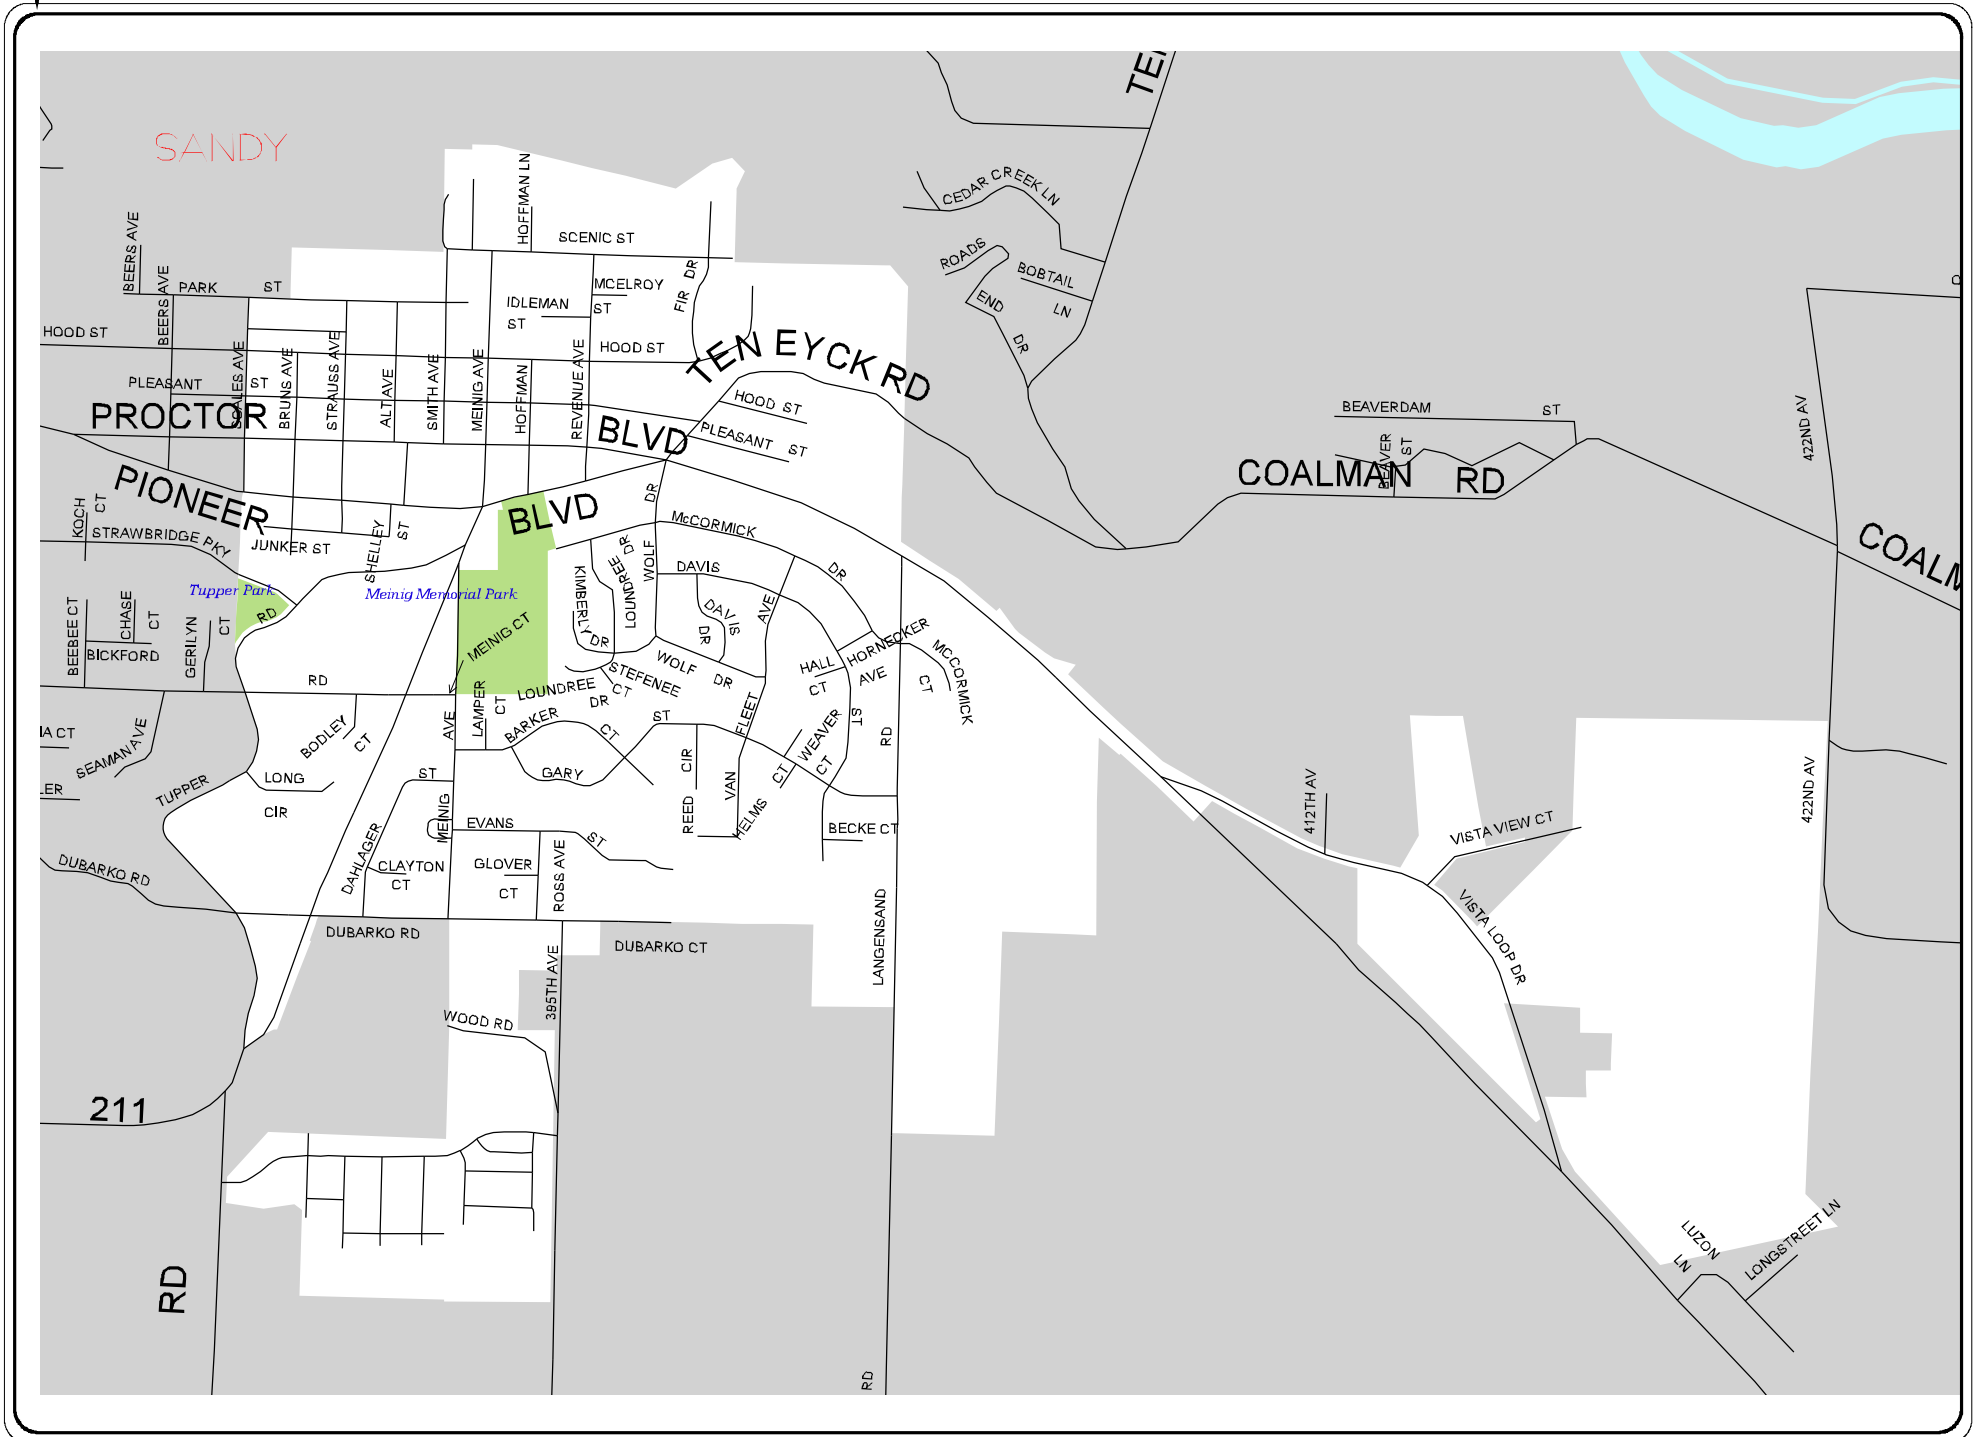 TEN
SANDY
CEDAR CREEK LN
HOFFMAN LN
SCENIC ST
BEERS AVE
ROADS
END
DR
BOBTAIL
LN
BEERS AVE
PARK ST
MCELROY
ST
IDLEMAN
ST
FIR DR
HOOD ST
HOOD ST
TEN EYCK RD
SCALES AVE
BRUNS AVE
STRAUSS AVE
ALT AVE
SMITH AVE
MEINIG AVE
HOFFMAN
REVENUE AVE
PLEASANT ST
HOOD ST
PLEASANT ST
PROCTOR
BLVD
BEAVERDAM ST
BEAVER
ST
422ND AV
COALMAN RD
COALM
PIONEER
BLVD
KOCH
CT
STRAWBRIDGE PKY
JUNKER ST
SHELLEY
ST
DR
WOLF
McCORMICK
DR
LOUNDREE DR
KIMBERLY
DR
DAVIS
DAVIS
DR
AVE
Tupper Park
RD
Meinig Memorial Park
MEINIG CT
BEEBEE CT
CHASE
CT
GERILYN
CT
BICKFORD
RD
HALL
CT
HORNECKER
AVE
MCCORMICK
CT
WOLF
DR
STEFENEE
CT
LOUNDREE
DR
LAMPER
CT
AVE
BARKER
CT
ST
FLEET
ST
WEAVER
CT
RD
IA CT
SEAMAN AVE
BODLEY
CT
LONG
CIR
TUPPER
LER
ST
GARY
CIR
REED
VAN
HELMS
CT
412TH AV
422ND AV
MEINIG
EVANS
ST
BECKE CT
VISTA VIEW CT
DAHLAGER
CLAYTON
CT
GLOVER
CT
ROSS AVE
DUBARKO RD
DUBARKO RD
DUBARKO CT
LANGENSAND
VISTA LOOP DR
395TH AVE
WOOD RD
211
LUZON
LN
LONGSTREET LN
RD
RD